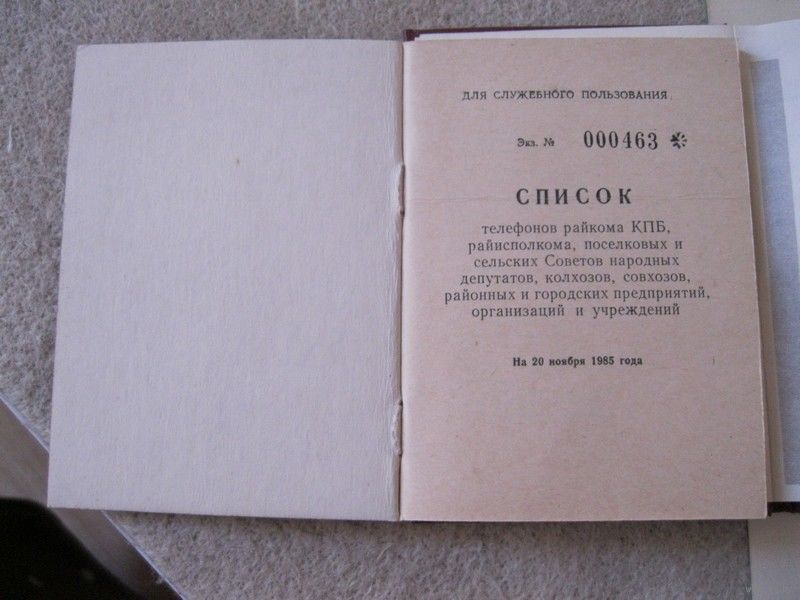 ДЛЯ СЛУЖЕБНОГО ПОЛЬЗОВАНИЯ
Экз. № 000463
СПИСОК
телефонов райкома КПБ,
райисполкома, поселковых и
сельских Советов народных
депутатов, колхозов, совхозов,
районных и городских предприятий,
организаций и учреждений
На 20 ноября 1985 года